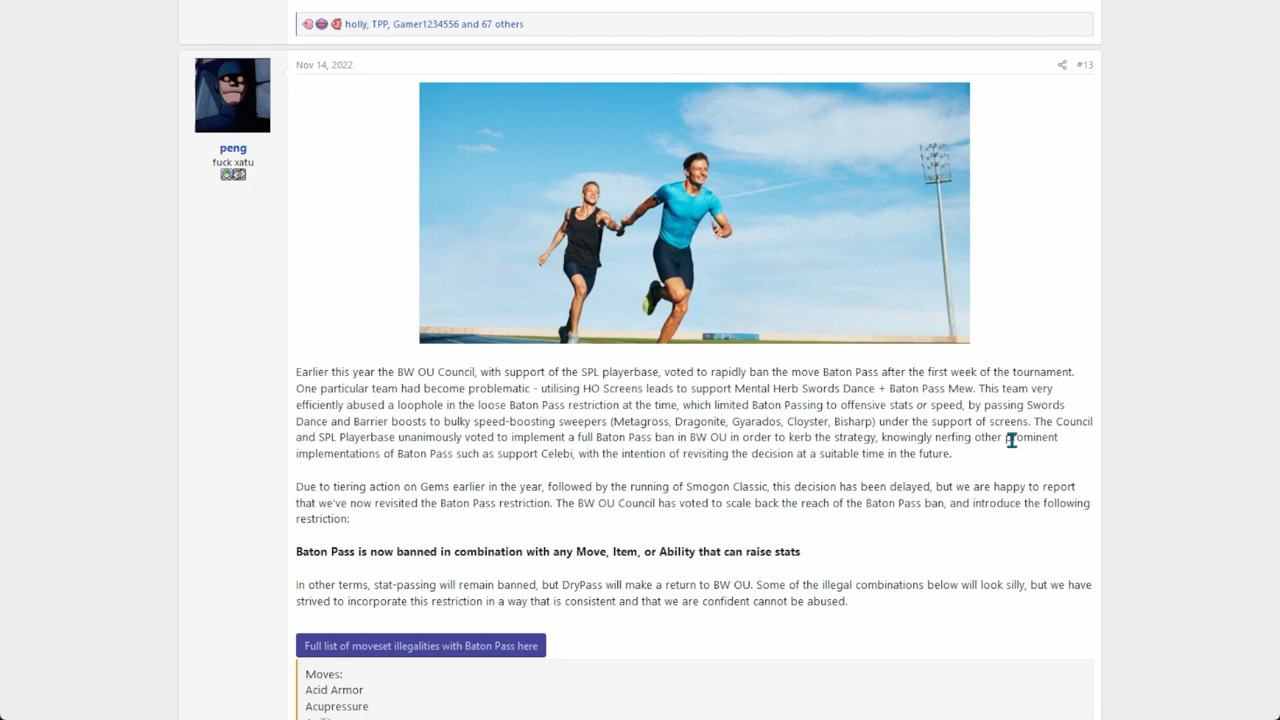 holly, TPP, Gamer1234556 and 67 others
Nov 14, 2022
#13
peng
fuck xatu
Earlier this year the BW OU Council, with support of the SPL playerbase, voted to rapidly ban the move Baton Pass after the first week of the tournament.
One particular team had become problematic - utilising HO Screens leads to support Mental Herb Swords Dance + Baton Pass Mew. This team very
efficiently abused a loophole in the loose Baton Pass restriction at the time, which limited Baton Passing to offensive stats or speed, by passing Swords
Dance and Barrier boosts to bulky speed-boosting sweepers (Metagross, Dragonite, Gyarados, Cloyster, Bisharp) under the support of screens. The Council
and SPL Playerbase unanimously voted to implement a full Baton Pass ban in BW OU in order to kerb the strategy, knowingly nerfing other prominent
implementations of Baton Pass such as support Celebi, with the intention of revisiting the decision at a suitable time in the future.
Due to tiering action on Gems earlier in the year, followed by the running of Smogon Classic, this decision has been delayed, but we are happy to report
that we've now revisited the Baton Pass restriction. The BW OU Council has voted to scale back the reach of the Baton Pass ban, and introduce the following
restriction:
Baton Pass is now banned in combination with any Move, Item, or Ability that can raise stats
In other terms, stat-passing will remain banned, but DryPass will make a return to BW OU. Some of the illegal combinations below will look silly, but we have
strived to incorporate this restriction in a way that is consistent and that we are confident cannot be abused.
Full list of moveset illegalities with Baton Pass here
Moves:
Acid Armor
Acupressure